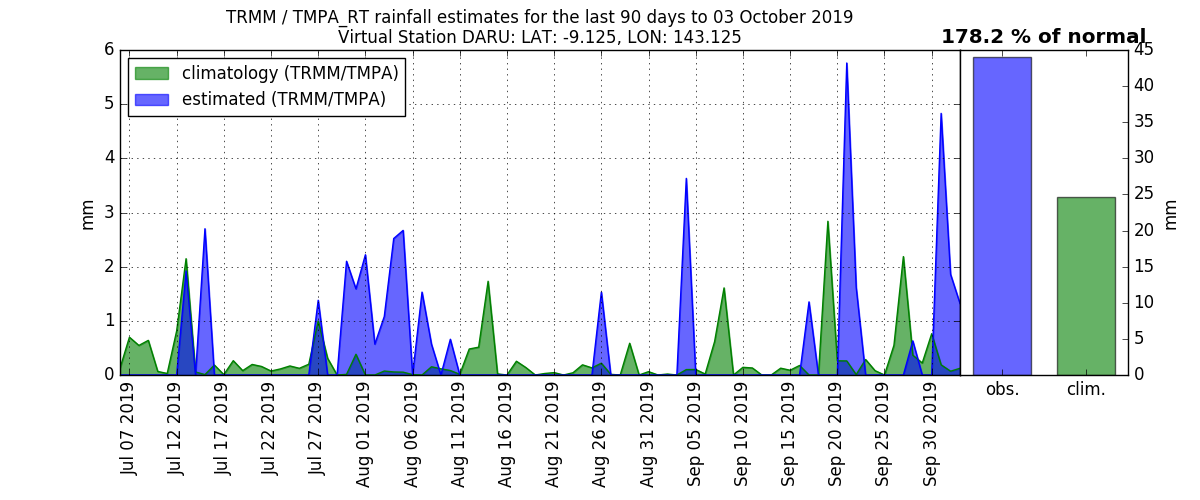 TRMM / TMPA_RT rainfall estimates for the last 90 days to 03 October 2019
Virtual Station DARU: LAT: -9.125, LON: 143.125
178.2 % of normal
climatology (TRMM/TMPA)
estimated (TRMM/TMPA)
6
5
4
3
2
1
0
mm
Jul 07 2019
Jul 12 2019
Jul 17 2019
Jul 22 2019
Jul 27 2019
Aug 01 2019
Aug 06 2019
Aug 11 2019
Aug 16 2019
Aug 21 2019
Aug 26 2019
Aug 31 2019
Sep 05 2019
Sep 10 2019
Sep 15 2019
Sep 20 2019
Sep 25 2019
Sep 30 2019
obs.
clim.
45
40
35
30
25
20
15
10
5
0
mm